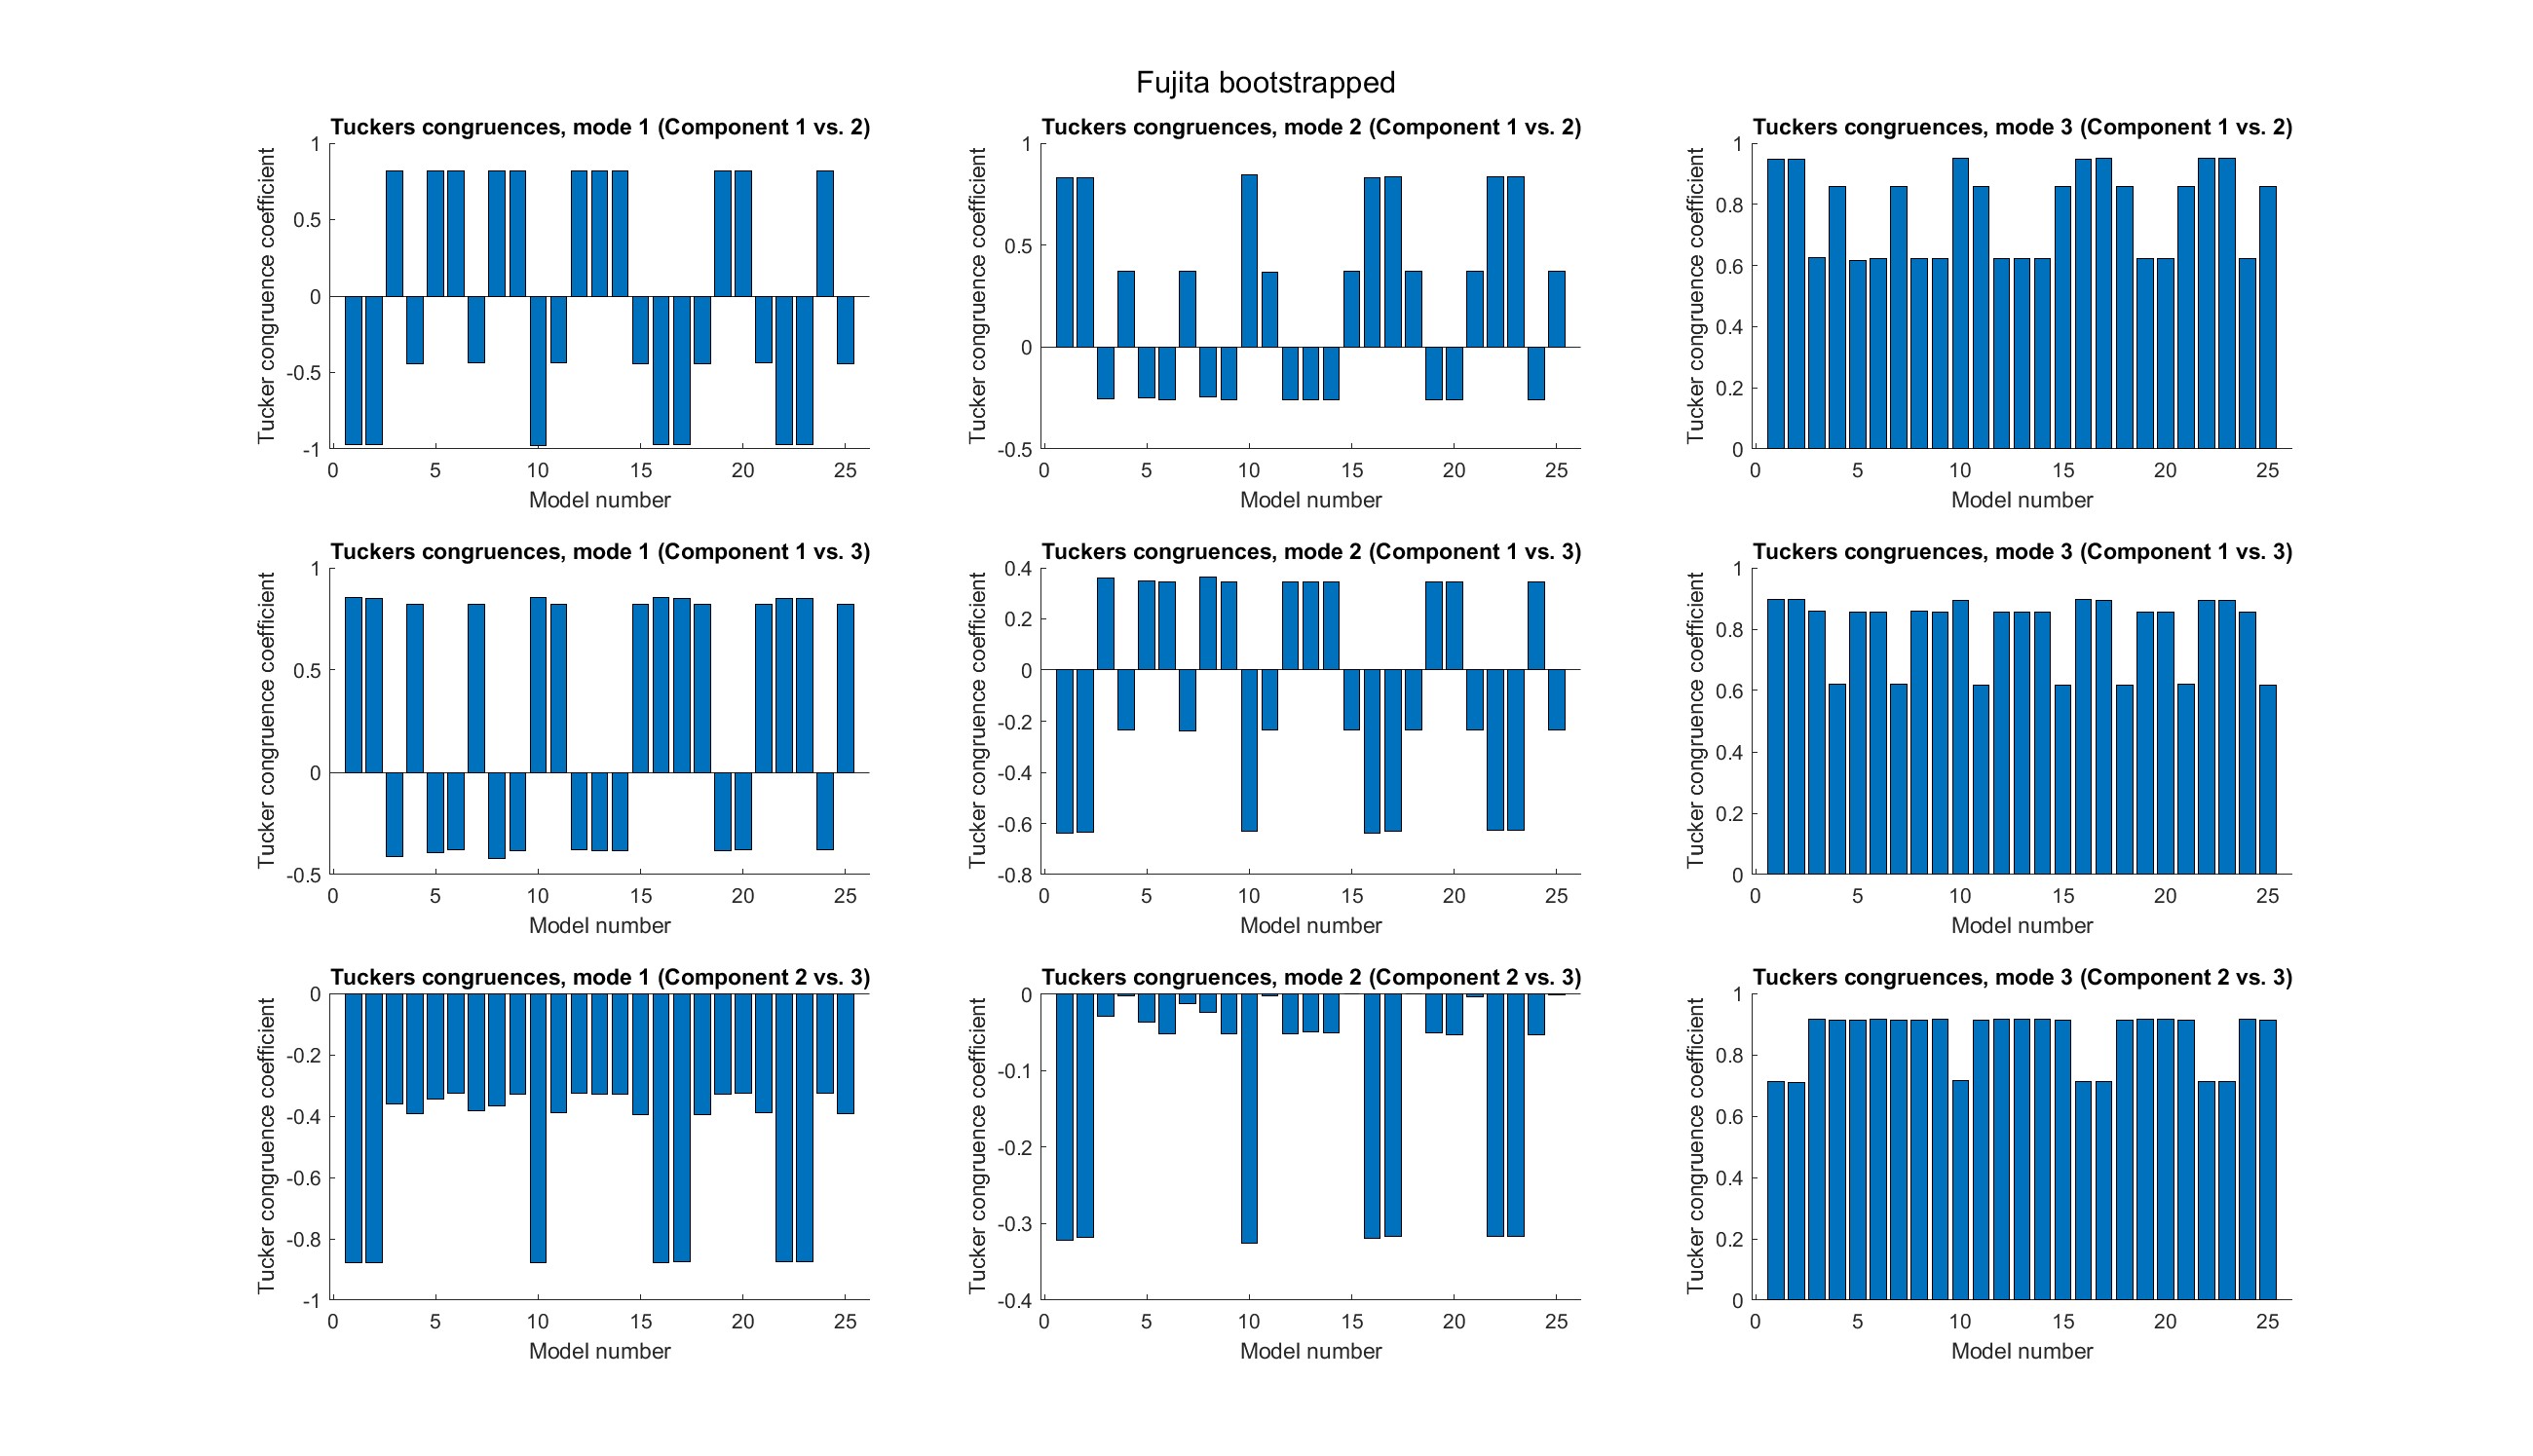 Fujita bootstrapped
Tuckers congruences, mode 1 (Component 1 vs. 2)
Tucker congruence coefficient
1
0.5
0
-0.5
-1
0 5 10 15 20 25
Model number
Tuckers congruences, mode 2 (Component 1 vs. 2)
Tucker congruence coefficient
1
0.5
0
-0.5
0 5 10 15 20 25
Model number
Tuckers congruences, mode 3 (Component 1 vs. 2)
Tucker congruence coefficient
1
0.8
0.6
0.4
0.2
0
0 5 10 15 20 25
Model number
Tuckers congruences, mode 1 (Component 1 vs. 3)
Tucker congruence coefficient
1
0.5
0
-0.5
0 5 10 15 20 25
Model number
Tuckers congruences, mode 2 (Component 1 vs. 3)
Tucker congruence coefficient
0.4
0.2
0
-0.2
-0.4
-0.6
-0.8
0 5 10 15 20 25
Model number
Tuckers congruences, mode 3 (Component 1 vs. 3)
Tucker congruence coefficient
1
0.8
0.6
0.4
0.2
0
0 5 10 15 20 25
Model number
Tuckers congruences, mode 1 (Component 2 vs. 3)
Tucker congruence coefficient
0
-0.2
-0.4
-0.6
-0.8
-1
0 5 10 15 20 25
Model number
Tuckers congruences, mode 2 (Component 2 vs. 3)
Tucker congruence coefficient
0
-0.1
-0.2
-0.3
-0.4
0 5 10 15 20 25
Model number
Tuckers congruences, mode 3 (Component 2 vs. 3)
Tucker congruence coefficient
1
0.8
0.6
0.4
0.2
0
0 5 10 15 20 25
Model number